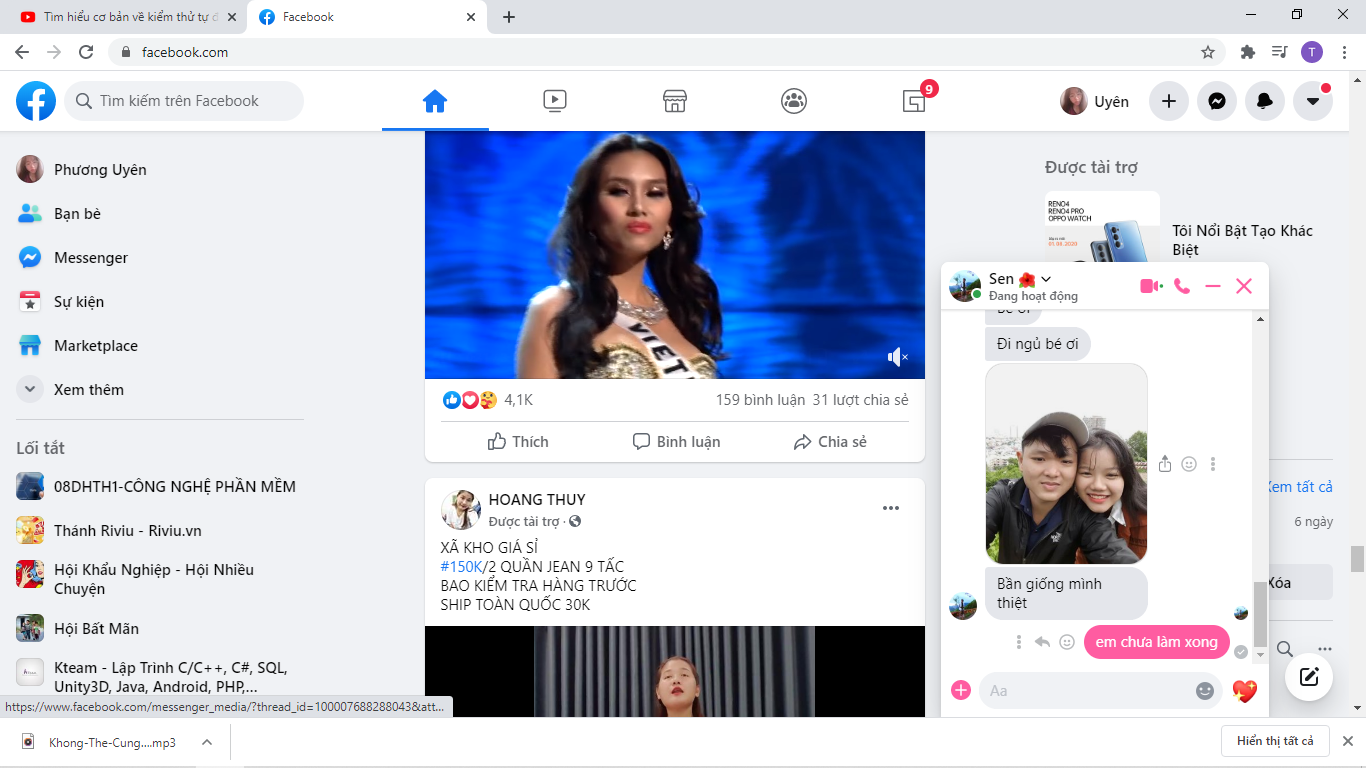 Tìm hiểu cơ bản về kiểm thử tự đ
Facebook
facebook.com
T
Tìm kiếm trên Facebook
9
Uyên
Phương Uyên
Bạn bè
Messenger
Sự kiện
Marketplace
Xem thêm
Lối tắt
08DHTH1-CÔNG NGHỆ PHẦN MỀM
Thánh Riviu - Riviu.vn
Hội Khẩu Nghiệp - Hội Nhiều
Chuyện
Hội Bất Mãn
Kteam - Lập Trình C/C++, C#, SQL,
Unity3D, Java, Android, PHP,...
https://www.facebook.com/messenger_media/?thread_id=100007688288043&att...
VIET
4,1K
159 bình luận 31 lượt chia sẻ
Thích
Bình luận
Chia sẻ
HOANG THUY
Được tài trợ ·
XÃ KHO GIÁ SỈ
#150K/2 QUẦN JEAN 9 TẤC
BAO KIỂM TRA HÀNG TRƯỚC
SHIP TOÀN QUỐC 30K
Được tài trợ
RENO4
RENO4 PRO
OPPO WATCH
Tôi Nổi Bật Tạo Khác
Biệt
Sen
Đang hoạt động
Bé ơi
Đi ngủ bé ơi
Bần giống mình
thiệt
em chưa làm xong
Aa
Xem tất cả
6 ngày
Xóa
Khong-The-Cung....mp3
Hiển thị tất cả